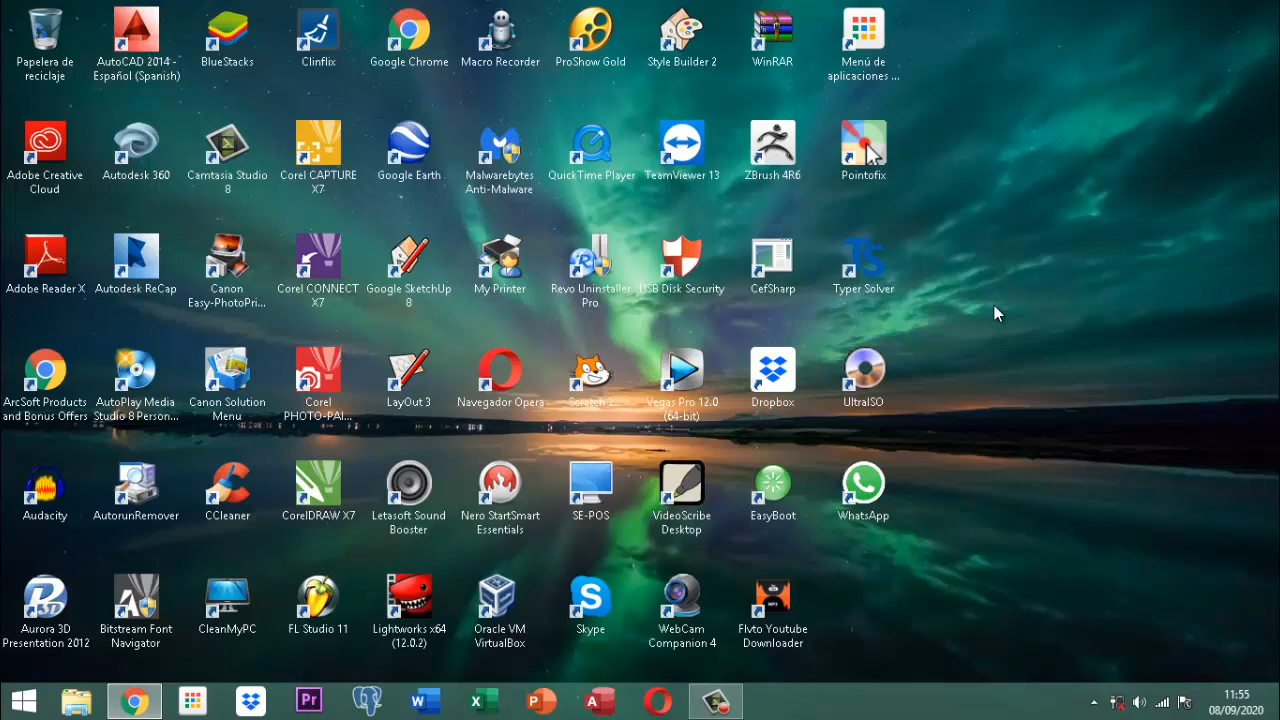 Papelera de
reciclaje
AutoCAD 2014 -
Español (Spanish)
BlueStacks
Clinflix
Google Chrome
Macro Recorder
ProShow Gold
Style Builder 2
WinRAR
Menú de
aplicaciones ...
Adobe Creative
Cloud
Autodesk 360
Camtasia Studio
8
Corel CAPTURE
X7
Google Earth
Malwarebytes
Anti-Malware
QuickTime Player
TeamViewer 13
ZBrush 4R6
Pointofix
Adobe Reader X
Autodesk ReCap
Canon
Easy-PhotoPri...
Corel CONNECT
X7
Google SketchUp
8
My Printer
Revo Uninstaller
Pro
USB Disk Security
CefSharp
TS
Typer Solver
ArcSoft Products
and Bonus Offers
AutoPlay Media
Studio 8 Person...
Canon Solution
Menu
Corel
PHOTO-PAI...
LayOut 3
Navegador Opera
Scratch 2
Vegas Pro 12.0
(64-bit)
Dropbox
UltraISO
Audacity
AutorunRemover
CCleaner
CorelDRAW X7
Letasoft Sound
Booster
Nero StartSmart
Essentials
SE-POS
VideoScribe
Desktop
EasyBoot
WhatsApp
Aurora 3D
Presentation 2012
Bitstream Font
Navigator
CleanMyPC
FL Studio 11
Lightworks x64
(12.0.2)
Oracle VM
VirtualBox
Skype
WebCam
Companion 4
Flvto Youtube
Downloader
Pr
W
X
P
A
11:55
08/09/2020